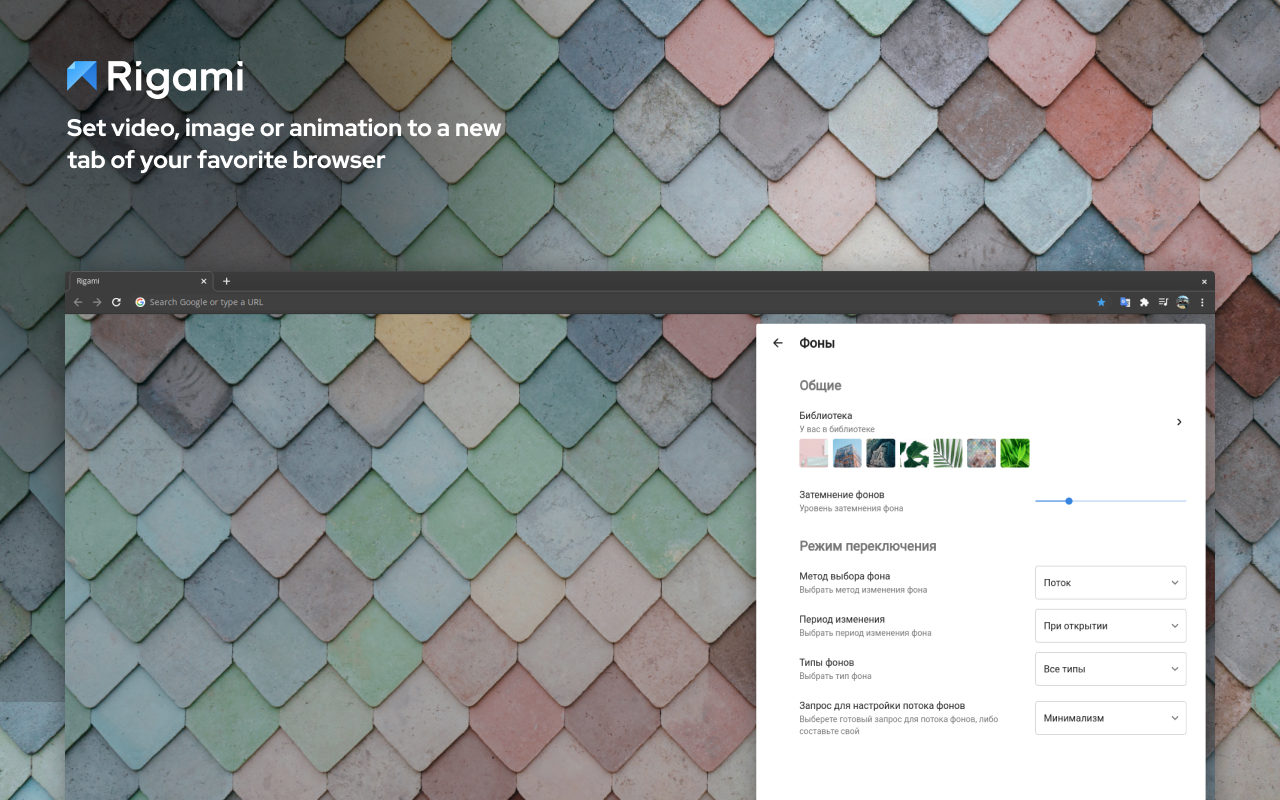 Rigami
Set video, image or animation to a new
tab of your favorite browser
Rigami
Search Google or type a URL
Фоны
Общие
Библиотека
У вас в библиотеке
Затемнение фонов
Уровень затемнения фона
Режим переключения
Метод выбора фона
Выбрать метод изменения фона
Поток
Период изменения
Выбрать период изменения фона
При открытии
Типы фонов
Выбрать тип фона
Все типы
Запрос для настройки потока фонов
Выберете готовый запрос для потока фонов, либо
составьте свой
Минимализм